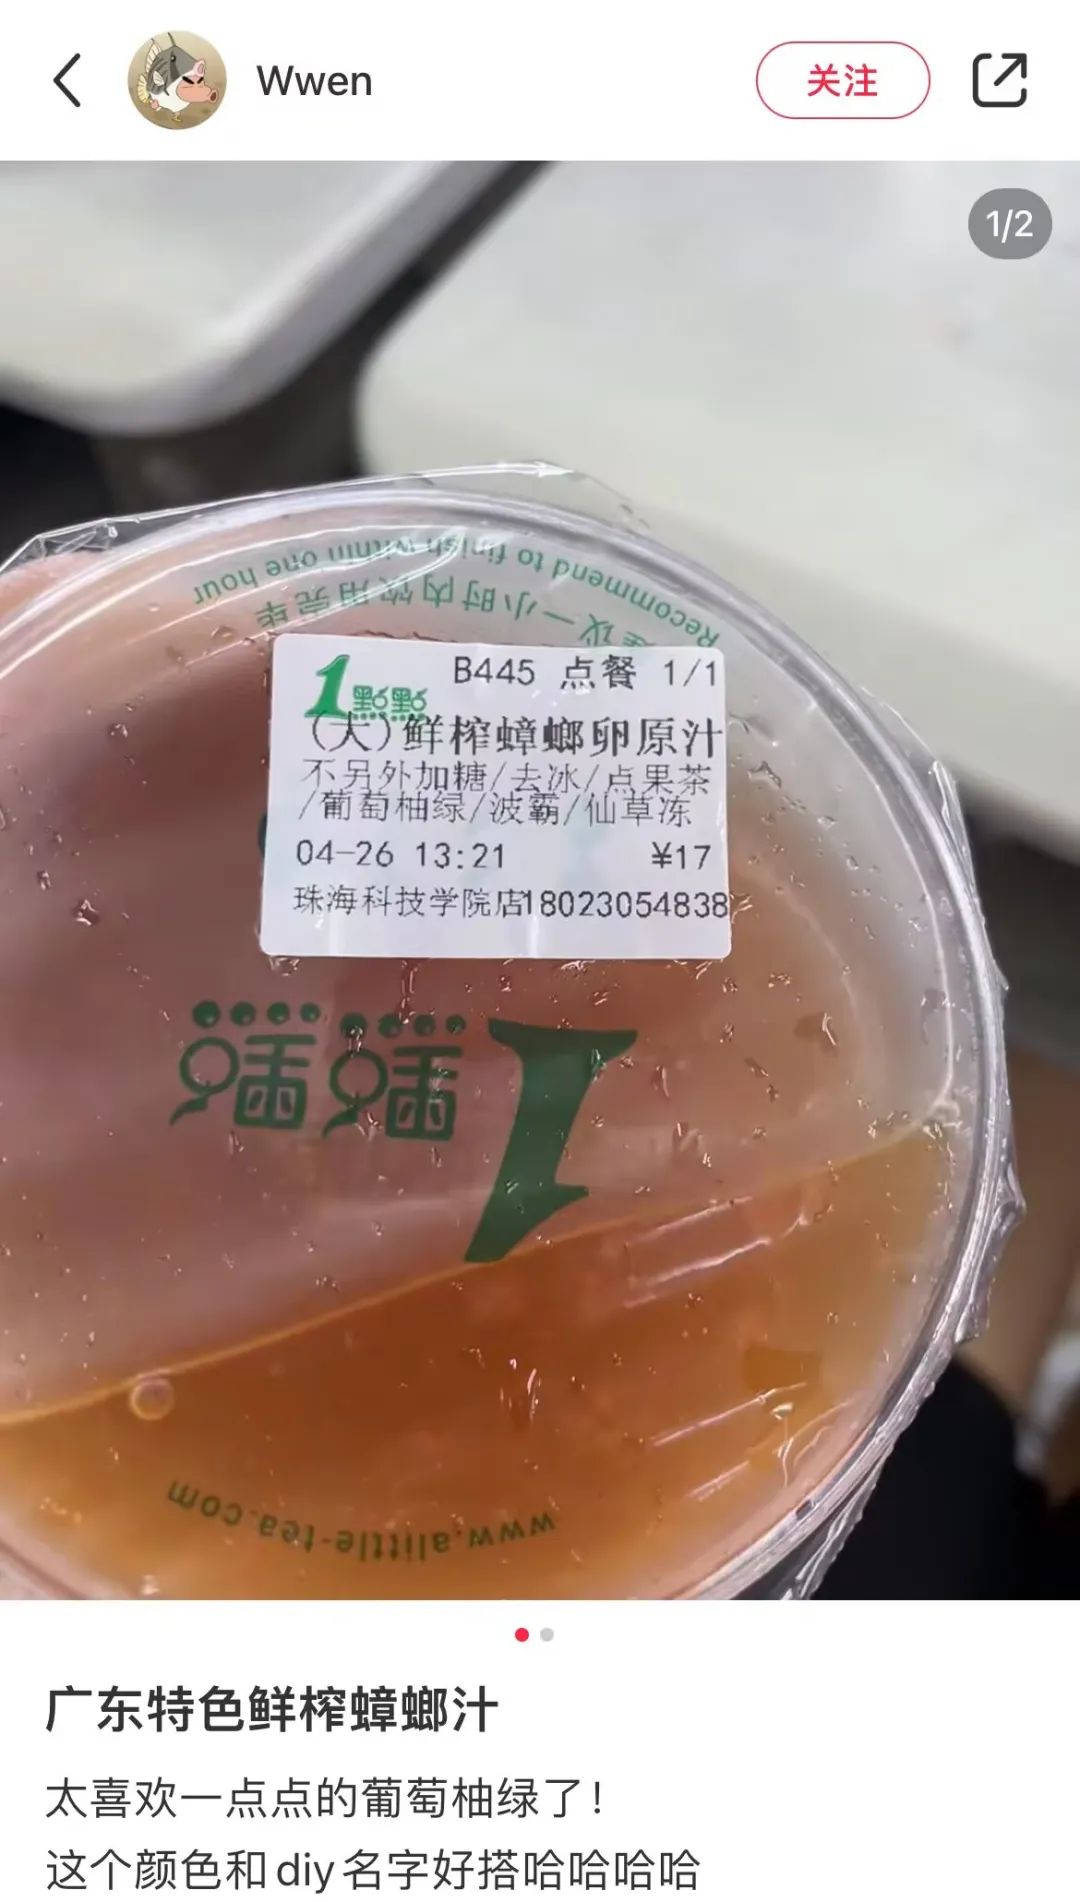 Wwen
关注
1/2
Recommend to finish within one hour
建议一小时内饮用完毕
1點點
B445 点餐 1/1
(大)鲜榨蟑螂卵原汁
不另外加糖/去冰/点果茶
/葡萄柚绿/波霸/仙草冻
04-26 13:21 ¥17
珠海科技学院店18023054838
1點點
www.alittle-tea.com
广东特色鲜榨蟑螂汁
太喜欢一点点的葡萄柚绿了！
这个颜色和diy名字好搭哈哈哈哈